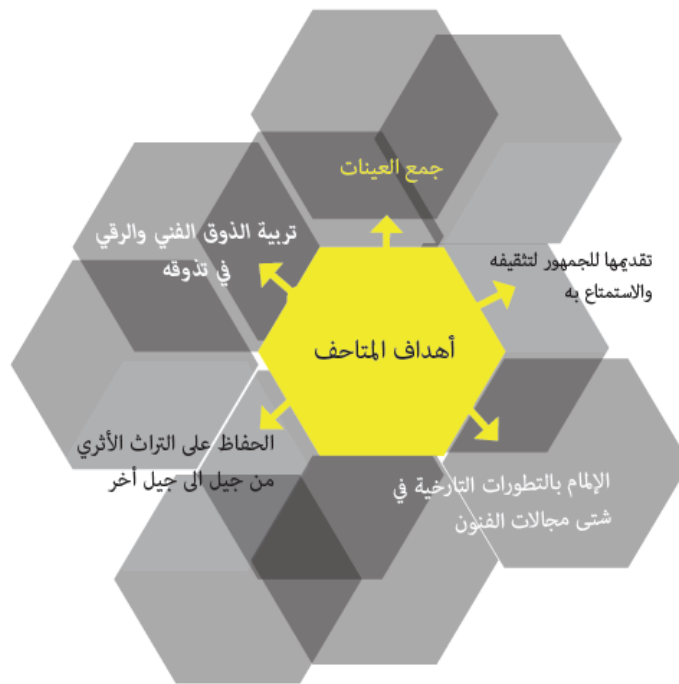 جمع العينات
تربية الذوق الفني والرقي
في تذوقه
تقديمها للجمهور لتثقيفه
والاستمتاع به
أهداف المتاحف
الحفاظ على التراث الأثري
من جيل الى جيل أخر
الإلمام بالتطورات التارخية في
شتى مجالات الفنون